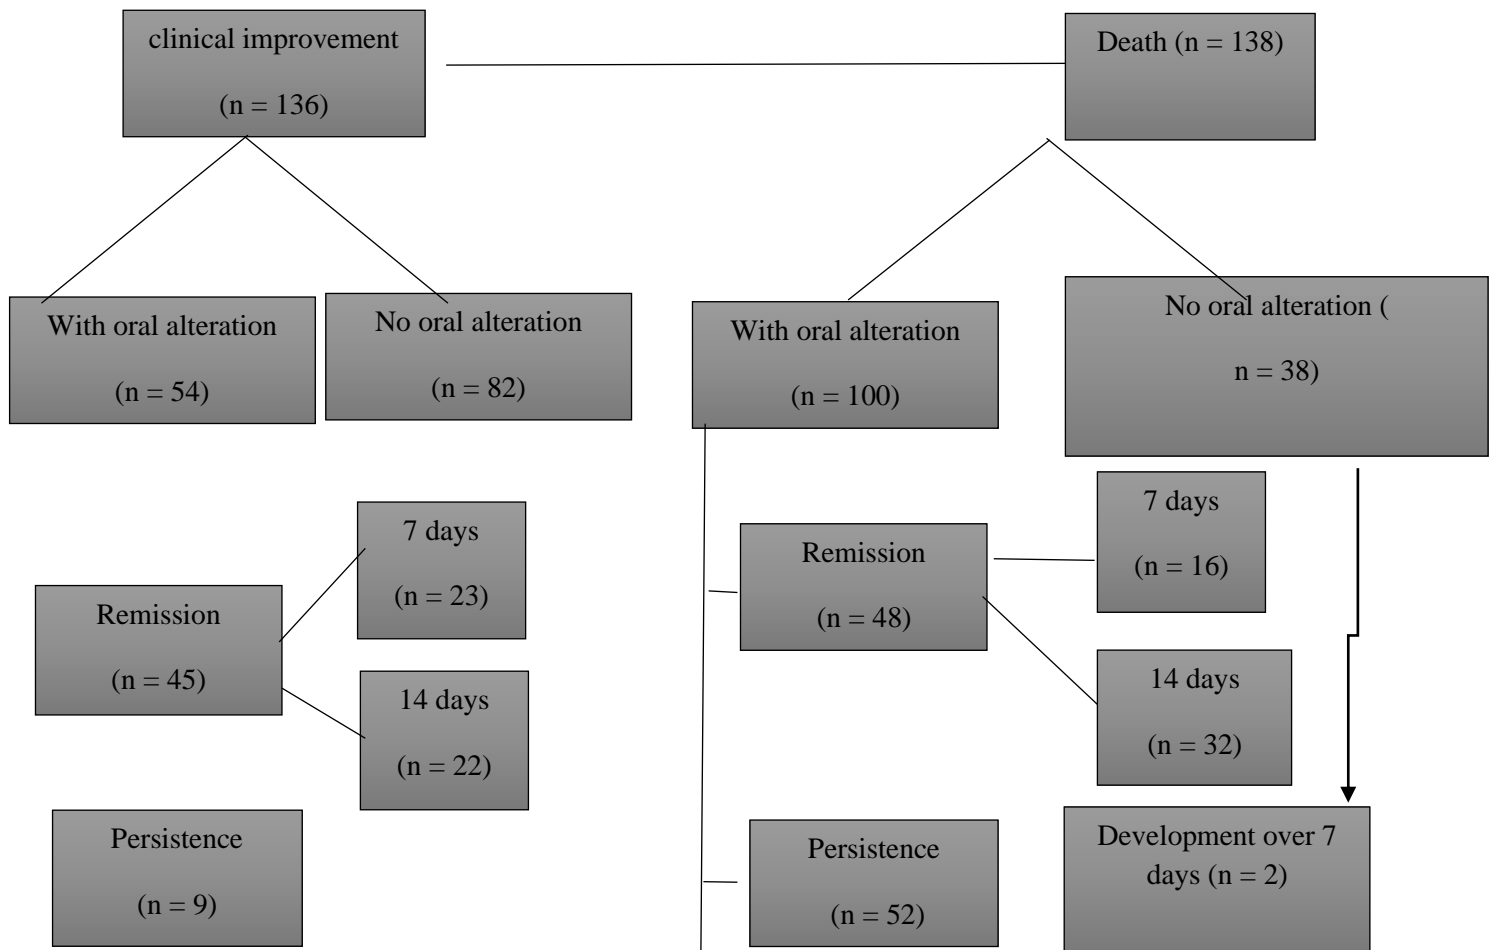 clinical improvement
(n = 136)
Death (n = 138)
With oral alteration
(n = 54)
No oral alteration
(n = 82)
With oral alteration
(n = 100)
No oral alteration (
n = 38)
Remission
(n = 45)
7 days
(n = 23)
14 days
(n = 22)
Persistence
(n = 9)
Remission
(n = 48)
7 days
(n = 16)
14 days
(n = 32)
Persistence
(n = 52)
Development over 7
days (n = 2)